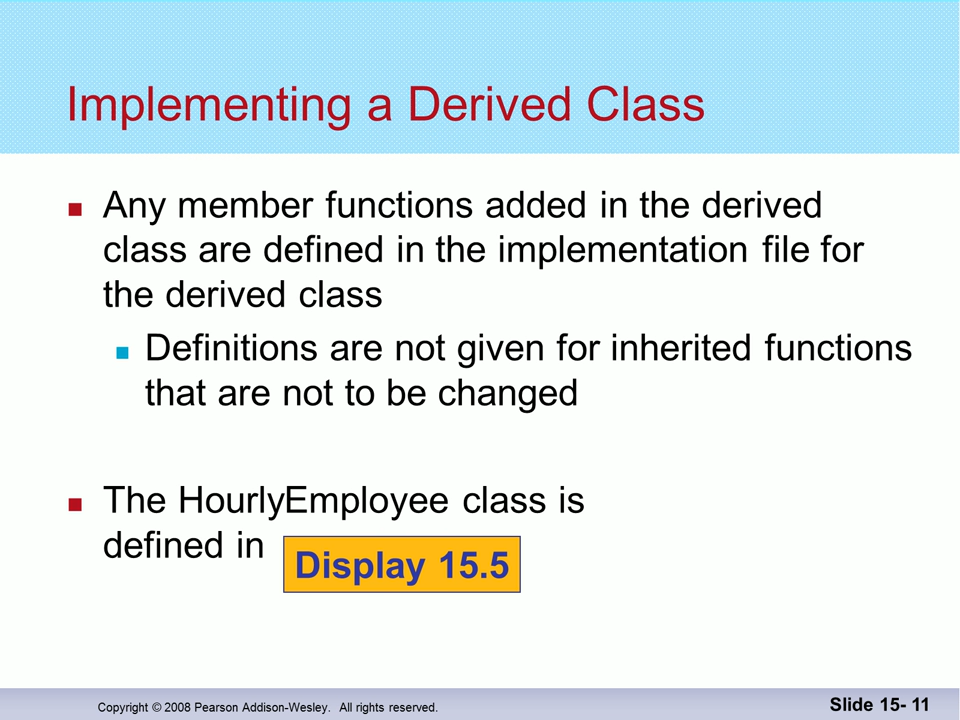 Implementing a Derived Class
Any member functions added in the derived
class are defined in the implementation file for
the derived class
Definitions are not given for inherited functions
that are not to be changed
The HourlyEmployee class is
defined in
Display 15.5
Copyright © 2008 Pearson Addison-Wesley. All rights reserved.
Slide 15- 11